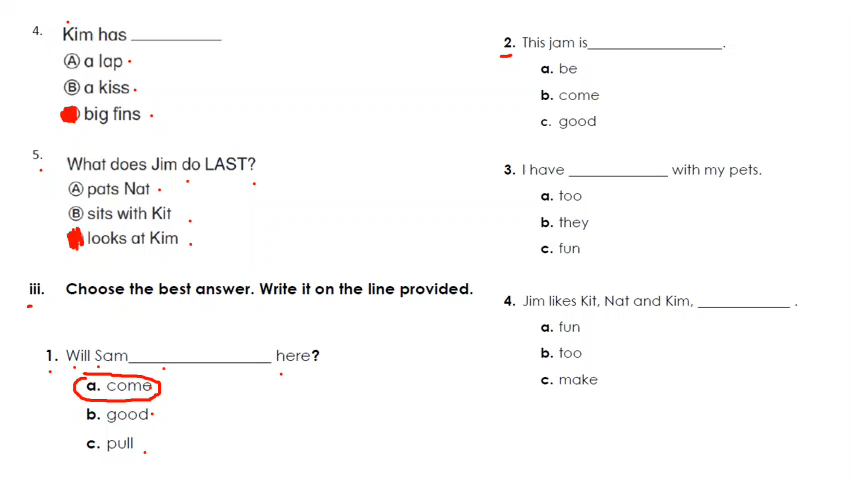 4. Kim has __________
Ⓐ a lap
Ⓑ a kiss
big fins
5. What does Jim do LAST?
Ⓐ pats Nat
Ⓑ sits with Kit
looks at Kim
iii. Choose the best answer. Write it on the line provided.
1. Will Sam__________________ here?
a. come
b. good
c. pull
2. This jam is_________________.
a. be
b. come
c. good
3. I have ____________ with my pets.
a. too
b. they
c. fun
4. Jim likes Kit, Nat and Kim, ___________ .
a. fun
b. too
c. make